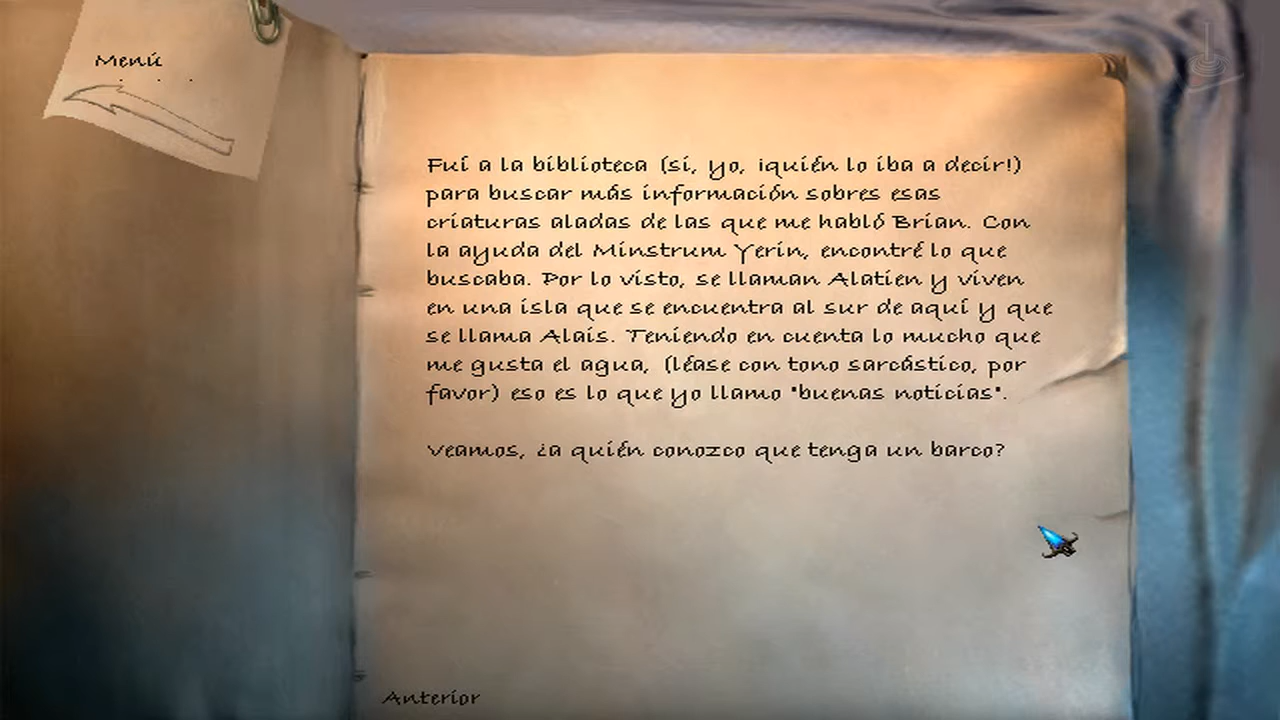 Menú
Fuí a la biblioteca (si, yo, ¡quién lo iba a decir!)
para buscar más información sobres esas
criaturas aladas de las que me habló Brian. Con
la ayuda del Minstrum Yerin, encontré lo que
buscaba. Por lo visto, se llaman Alatien y viven
en una isla que se encuentra al sur de aquí y que
se llama Alais. Teniendo en cuenta lo mucho que
me gusta el agua, (léase con tono sarcástico, por
favor) eso es lo que yo llamo "buenas noticias".
Veamos, ¿a quién conozco que tenga un barco?
Anterior